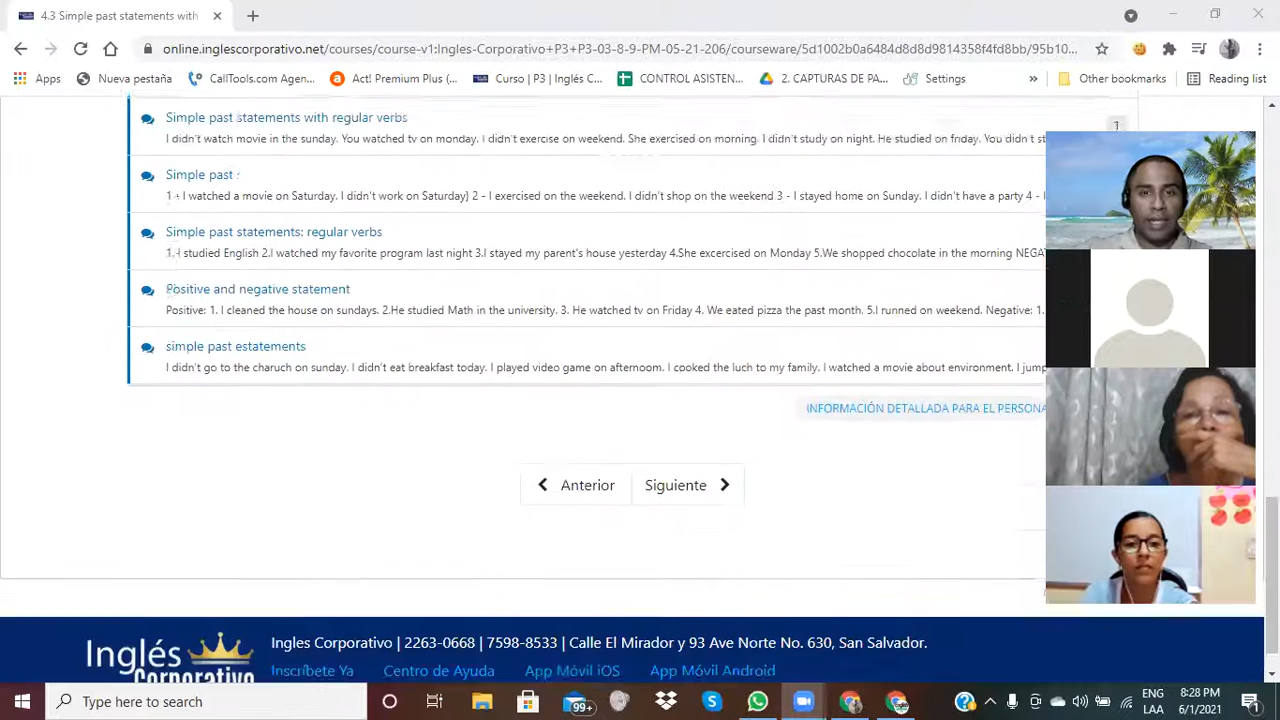 4.3 Simple past statements with
online.inglescorporativo.net/courses/course-v1:Ingles-Corporativo+P3+P3-03-8-9-PM-05-21-206/courseware/5d1002b0a6484d8d8d9814358f4fd8bb/95b10...
Apps Nueva pestaña CallTools.com Agen... Act! Premium Plus (... Curso | P3 | Inglés C... CONTROL ASISTEN... 2. CAPTURAS DE PA... Settings » Other bookmarks Reading list
Simple past statements with regular verbs
1
I didn't watch movie in the sunday. You watched tv on monday. I didn't exercise on weekend. She exercised on morning. I didn't study on night. He studied on friday. You didn't st
Simple past :
1 - I watched a movie on Saturday. I didn't work on Saturday} 2 - I exercised on the weekend. I didn't shop on the weekend 3 - I stayed home on Sunday. I didn't have a party 4 - I
Simple past statements: regular verbs
1.-I studied English 2.I watched my favorite program last night 3.I stayed my parent's house yesterday 4.She excercised on Monday 5.We shopped chocolate in the morning NEGA
Positive and negative statement
Positive: 1. I cleaned the house on sundays. 2.He studied Math in the university. 3. He watched tv on Friday 4. We eated pizza the past month. 5.I runned on weekend. Negative: 1.
simple past estatements
I didn't go to the charuch on sunday. I didn't eat breakfast today. I played video game on afternoon. I cooked the luch to my family. I watched a movie about environment. I jump
INFORMACIÓN DETALLADA PARA EL PERSONA
Anterior Siguiente
Inglés Corporativo
Ingles Corporativo | 2263-0668 | 7598-8533 | Calle El Mirador y 93 Ave Norte No. 630, San Salvador.
Inscríbete Ya Centro de Ayuda App Móvil iOS App Móvil Android
Type here to search
99+
ENG 8:28 PM
LAA 6/1/2021
1